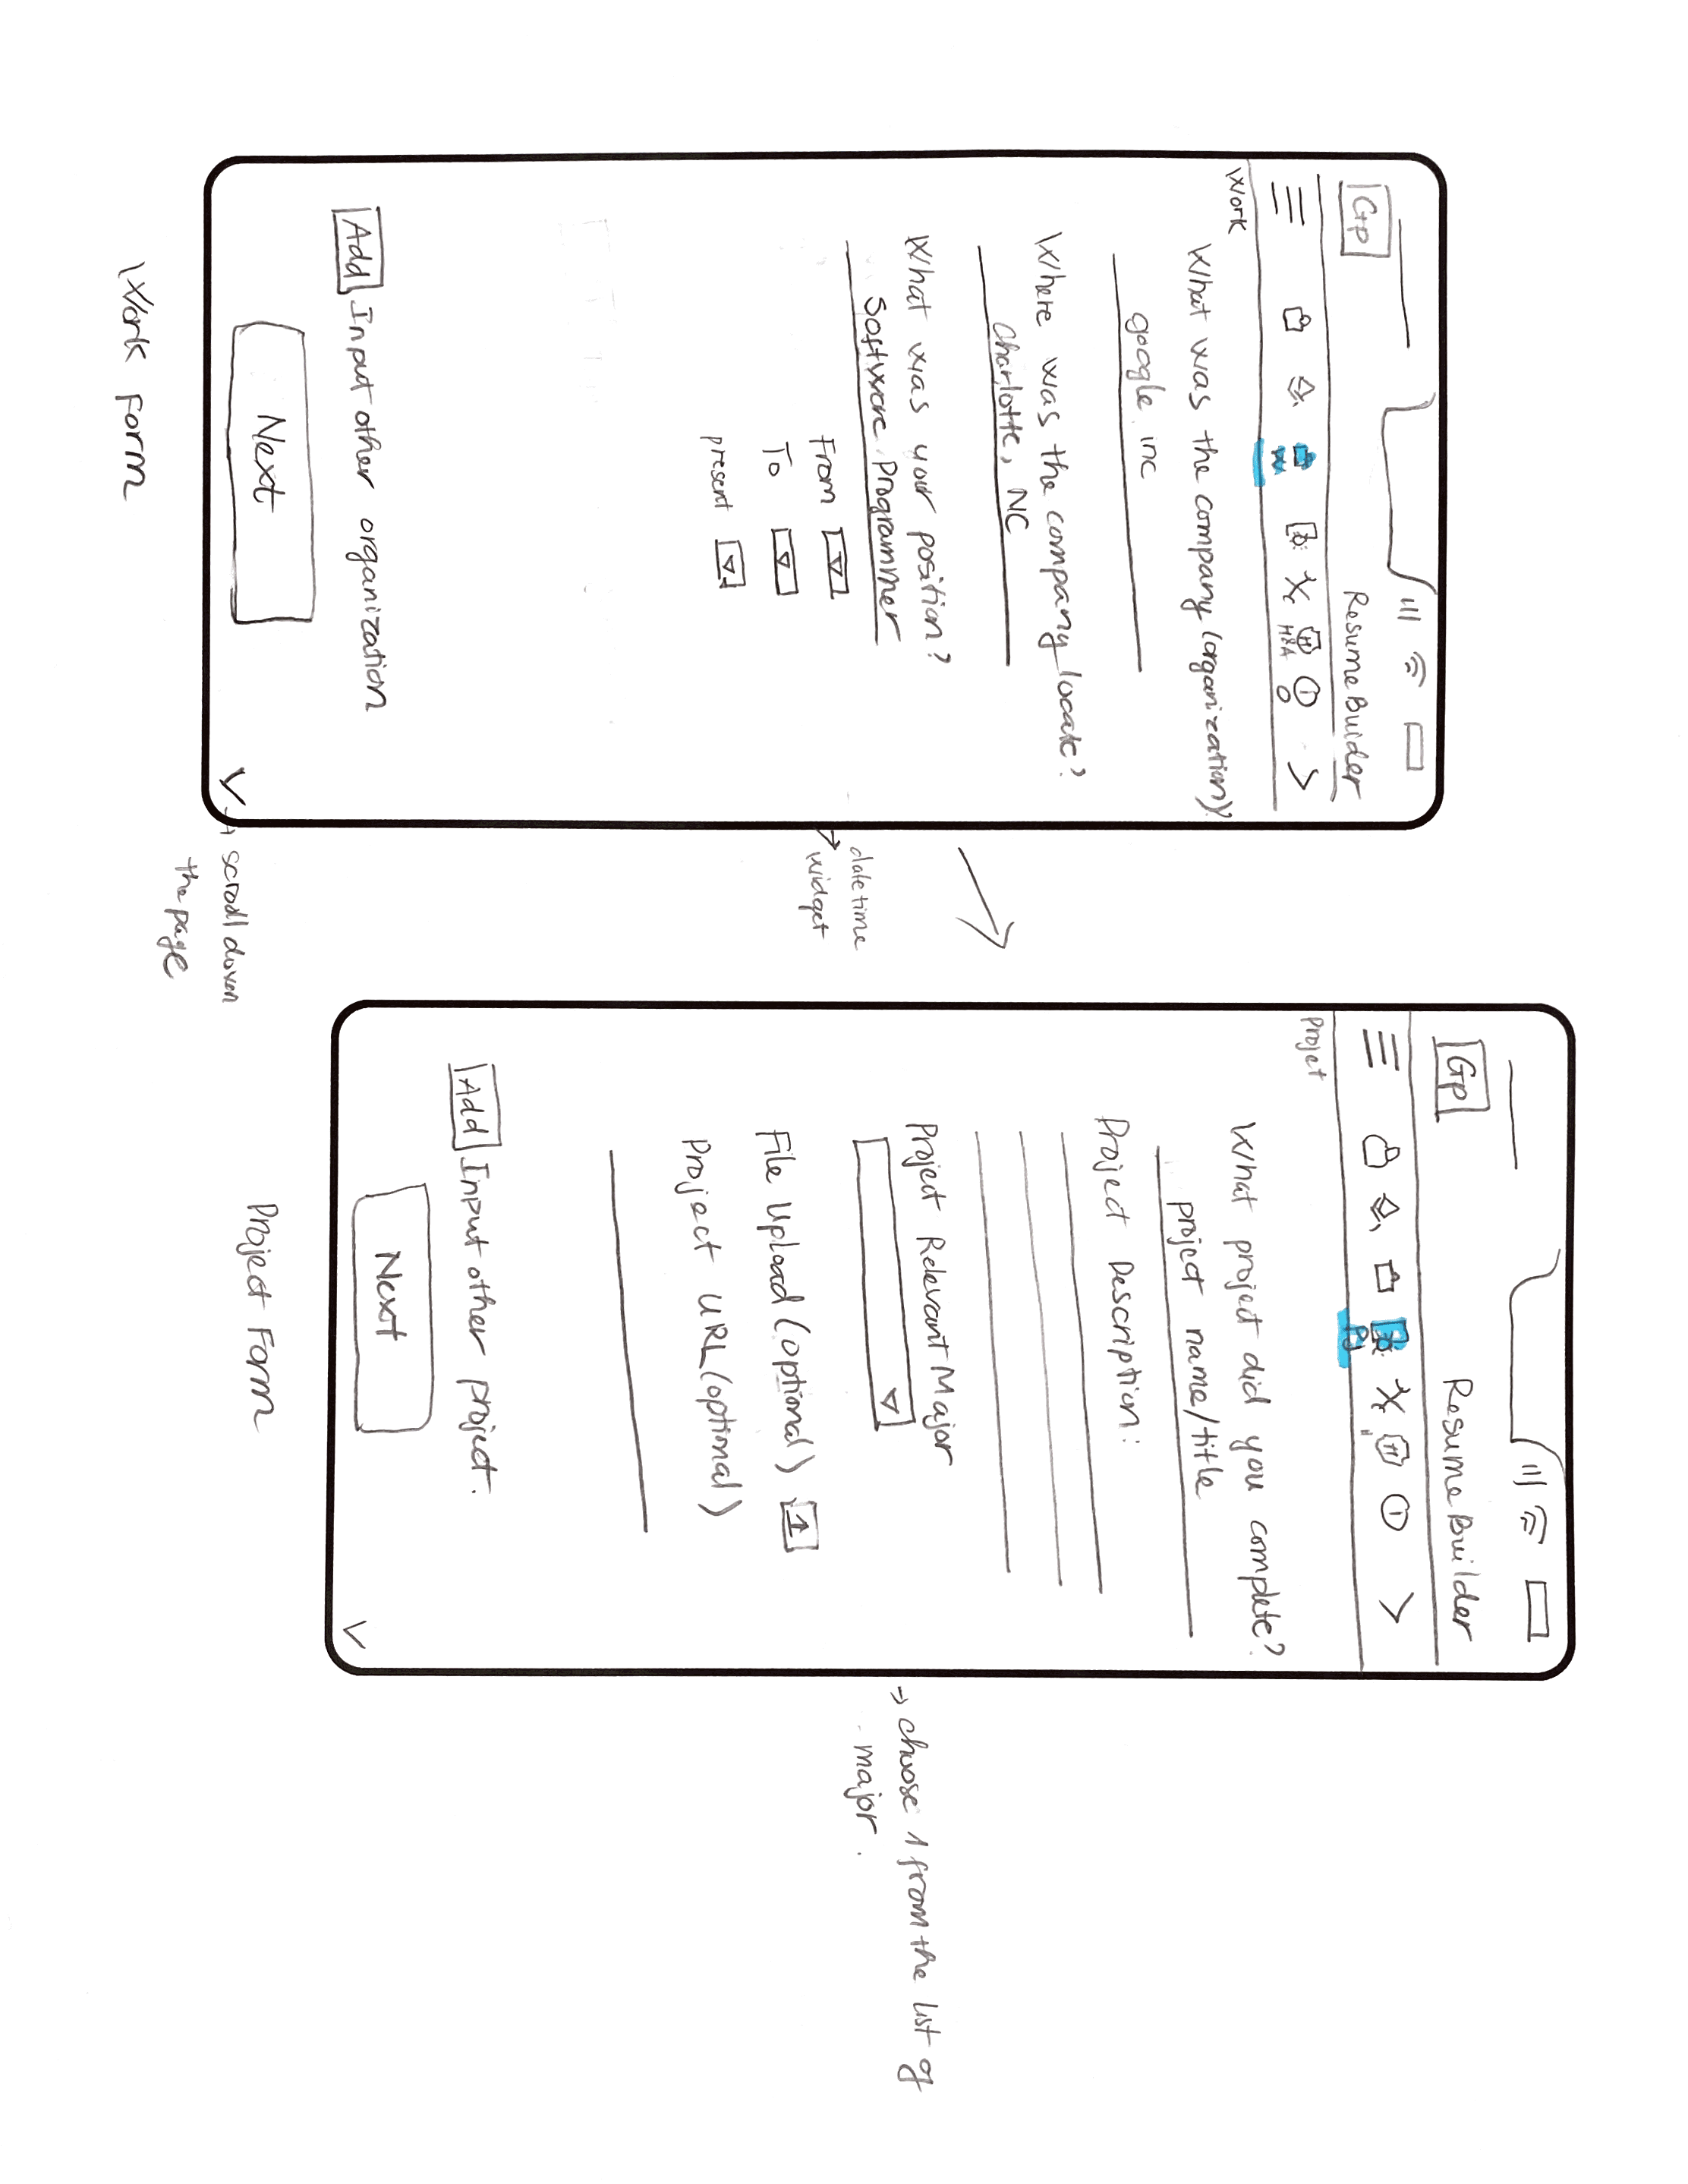 Gp
Resume Buider
H&A
O
Work
W
What was the company (organization)?
google inc
Where was the company locate?
Charlotte, NC
What was your position?
Software Programmer
From
To
present
Add Input other organization
Next
Work Form
date time
widget
→ scroll down
the page
Gp
Resume Builder
Projet
What project did you complete?
project name/title
Project Description:
Project Relevant Major
File Upload (optional)
Project URL (optional)
Add Input other project.
Next
Project Form
→ choose 1 from the list of
major.